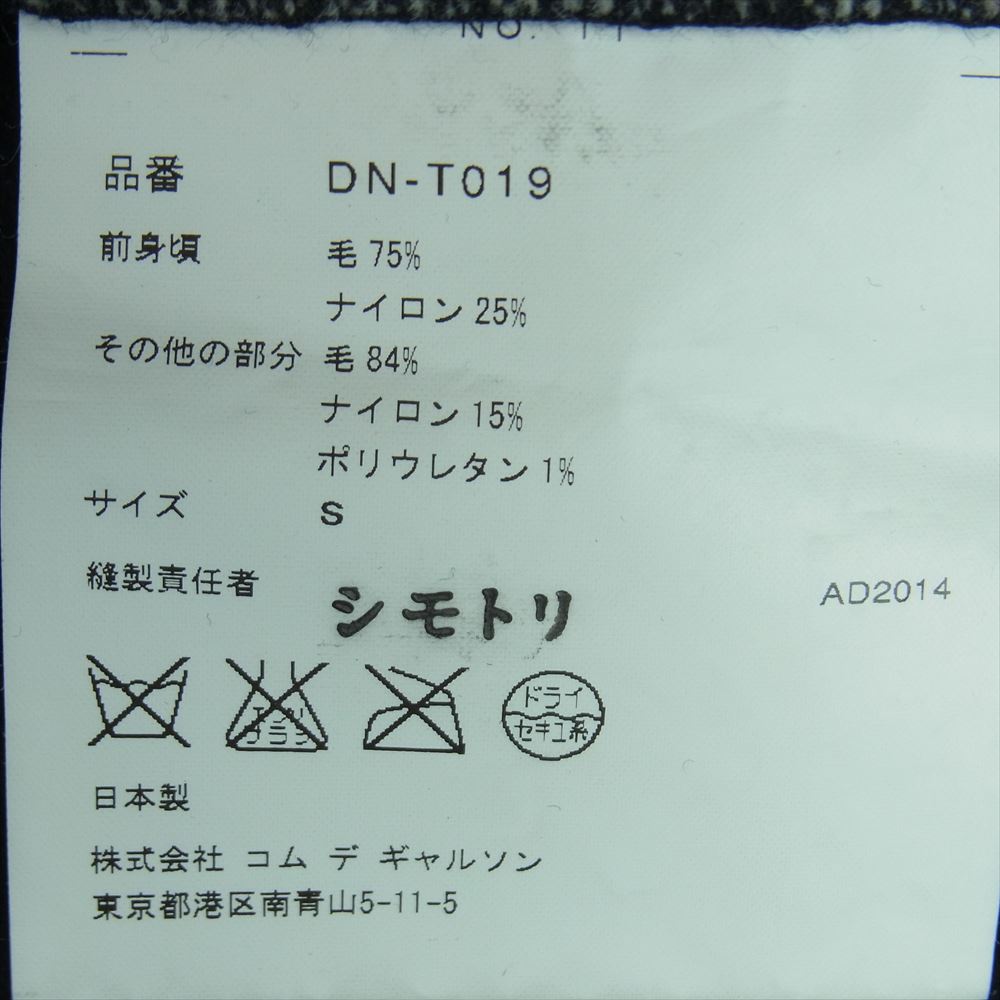 NO. 11
品番 DN-T019
前身頃 毛 75%
ナイロン 25%
その他の部分 毛 84%
ナイロン 15%
ポリウレタン 1%
サイズ S
縫製責任者 シモトリ
AD2014
ドライ
セキユ系
日本製
株式会社 コム デ ギャルソン
東京都港区南青山5-11-5